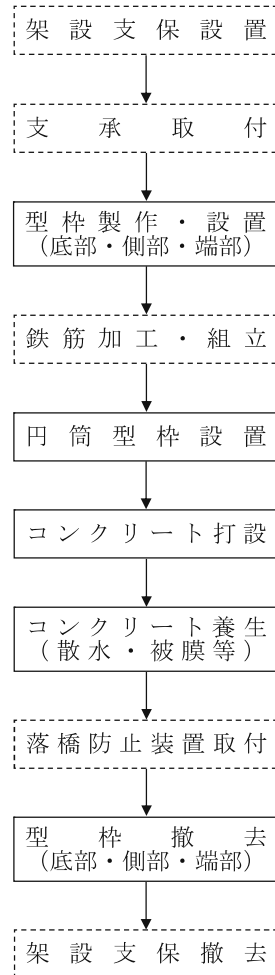 架設支保設置
支承取付
型枠製作・設置
(底部・側部・端部)
鉄筋加工・組立
円筒型枠設置
コンクリート打設
コンクリート養生
(散水・被膜等)
落橋防止装置取付
型枠撤去
(底部・側部・端部)
架設支保撤去